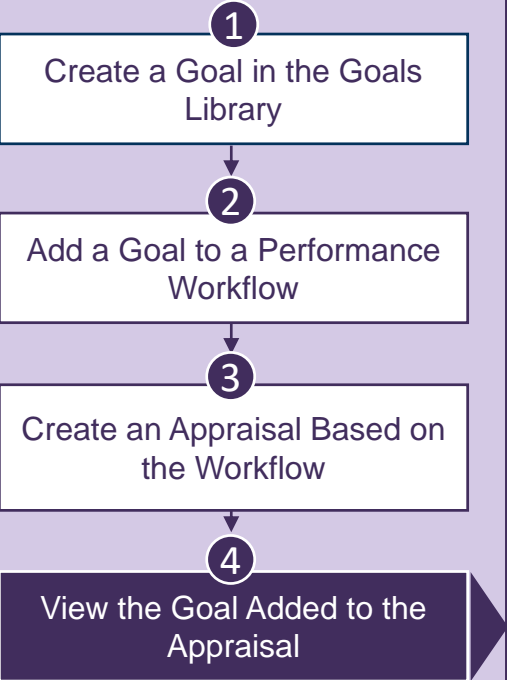 1
Create a Goal in the Goals
Library
2
Add a Goal to a Performance
Workflow
3
Create an Appraisal Based on
the Workflow
4
View the Goal Added to the
Appraisal